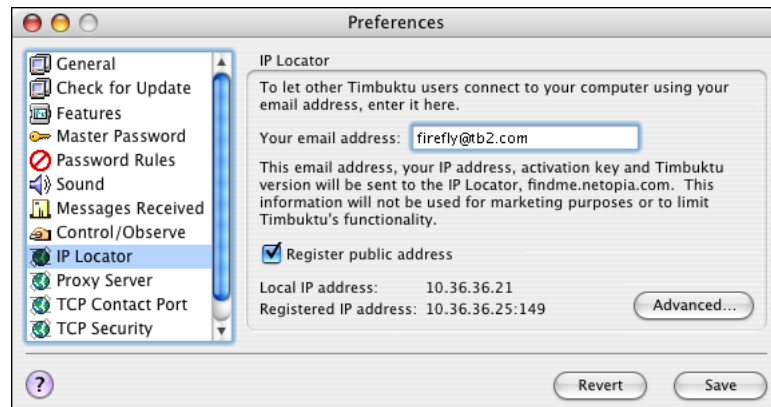 Preferences
General
Check for Update
Features
Master Password
Password Rules
Sound
Messages Received
Control/Observe
IP Locator
Proxy Server
TCP Contact Port
TCP Security
IP Locator
To let other Timbuktu users connect to your computer using your
email address, enter it here.
Your email address: firefly@tb2.com
This email address, your IP address, activation key and Timbuktu
version will be sent to the IP Locator, findme.netopia.com. This
information will not be used for marketing purposes or to limit
Timbuktu's functionality.
Register public address
Local IP address: 10.36.36.21
Registered IP address: 10.36.36.25:149
Advanced...
?
Revert
Save